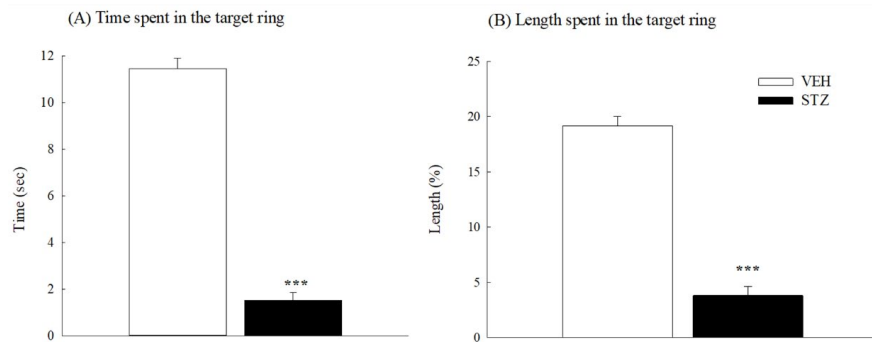 (A) Time spent in the target ring
12
10
8
6
4
2
0
Time (sec)
***
(B) Length spent in the target ring
25
20
15
10
5
0
Length (%)
VEH
STZ
***